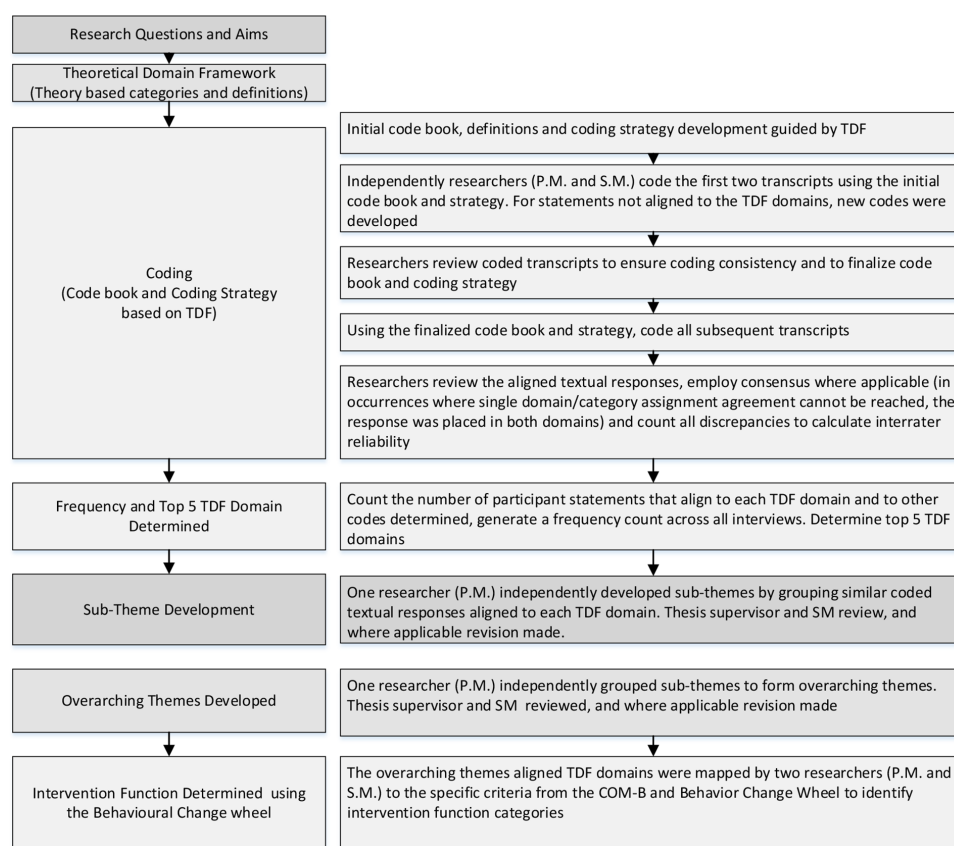 Research Questions and Aims
Theoretical Domain Framework
(Theory based categories and definitions)
Coding
(Code book and Coding Strategy
based on TDF)
Initial code book, definitions and coding strategy development guided by TDF
Independently researchers (P.M. and S.M.) code the first two transcripts using the initial
code book and strategy. For statements not aligned to the TDF domains, new codes were
developed
Researchers review coded transcripts to ensure coding consistency and to finalize code
book and coding strategy
Using the finalized code book and strategy, code all subsequent transcripts
Researchers review the aligned textual responses, employ consensus where applicable (in
occurrences where single domain/category assignment agreement cannot be reached, the
response was placed in both domains) and count all discrepancies to calculate interrater
reliability
Frequency and Top 5 TDF Domain
Determined
Count the number of participant statements that align to each TDF domain and to other
codes determined, generate a frequency count across all interviews. Determine top 5 TDF
domains
Sub-Theme Development
One researcher (P.M.) independently developed sub-themes by grouping similar coded
textual responses aligned to each TDF domain. Thesis supervisor and SM review, and
where applicable revision made.
Overarching Themes Developed
One researcher (P.M.) independently grouped sub-themes to form overarching themes.
Thesis supervisor and SM  reviewed, and where applicable revision made
Intervention Function Determined  using
the Behavioural Change wheel
The overarching themes aligned TDF domains were mapped by two researchers (P.M. and
S.M.) to the specific criteria from the COM-B and Behavior Change Wheel to identify
intervention function categories